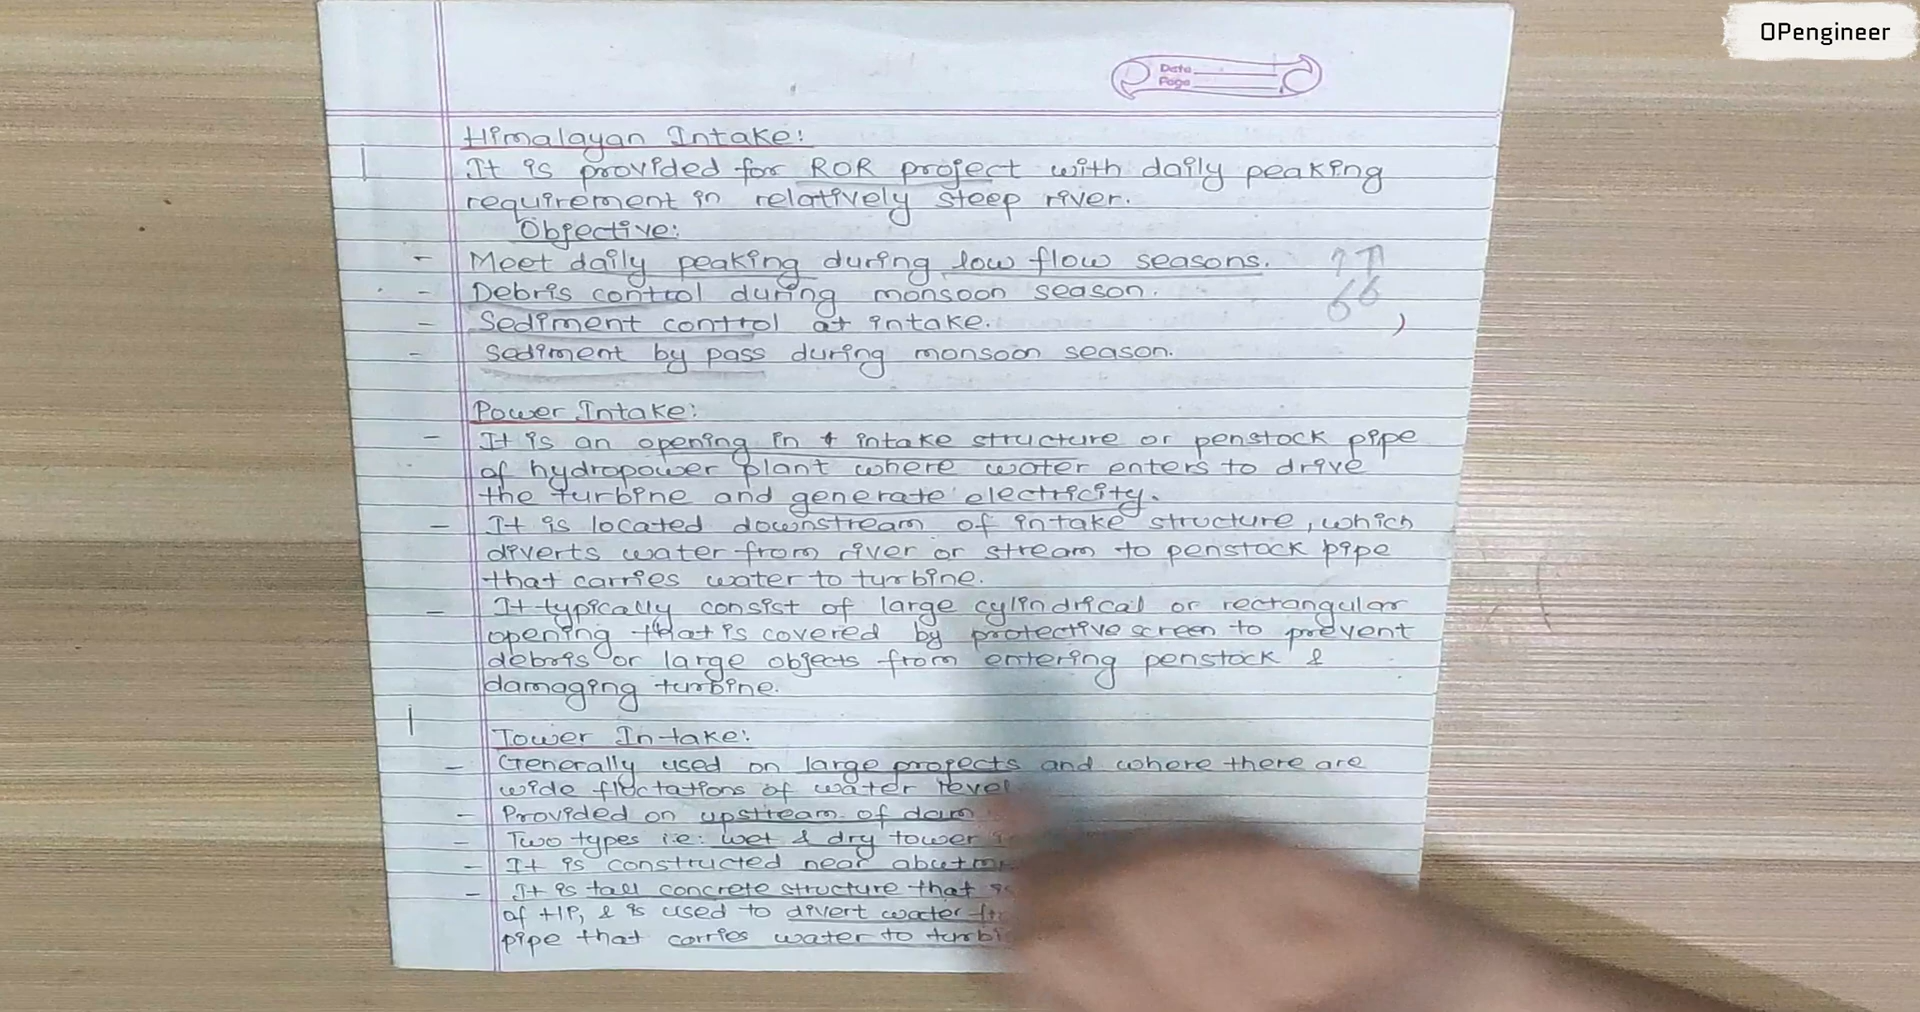 OPengineer
Date
Page
Himalayan Intake:
It is provided for ROR project with daily peaking
requirement in relatively steep river.
Objective:
- Meet daily peaking during low flow seasons.
- Debris control during monsoon season.
- Sediment control at intake.
- Sediment by pass during monsoon season.
Power Intake:
- It is an opening in intake structure or penstock pipe
of hydropower plant where water enters to drive
the turbine and generate electricity.
- It is located downstream of intake structure, which
diverts water from river or stream to penstock pipe
that carries water to turbine.
- It typically consist of large cylindrical or rectangular
opening that is covered by protective screen to prevent
debris or large objects from entering penstock &
damaging turbine.
Tower Intake:
- Generally used on large projects and where there are
wide fluctations of water level
- Provided on upstream of dam
- Two types i.e: wet & dry tower
- It is constructed near
- It is tall concrete structure that
of HP, & is used to divert water
pipe that carries water to